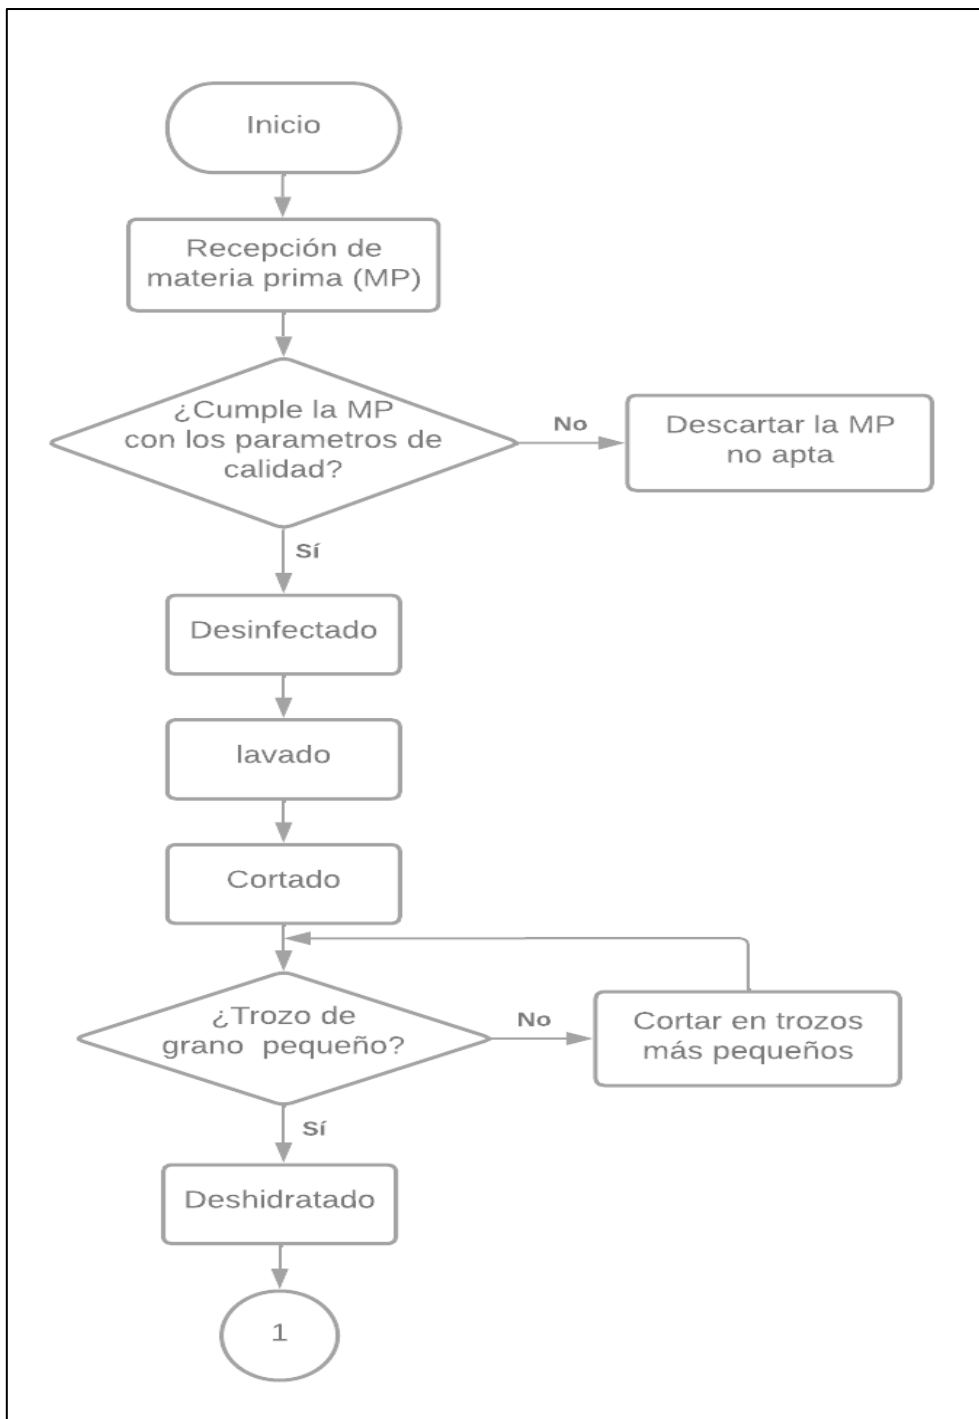 Inicio
Recepción de
materia prima (MP)
¿Cumple la MP
con los parametros de
calidad?
No
Descartar la MP
no apta
Sí
Desinfectado
lavado
Cortado
¿Trozo de
grano pequeño?
No
Cortar en trozos
más pequeños
Sí
Deshidratado
1